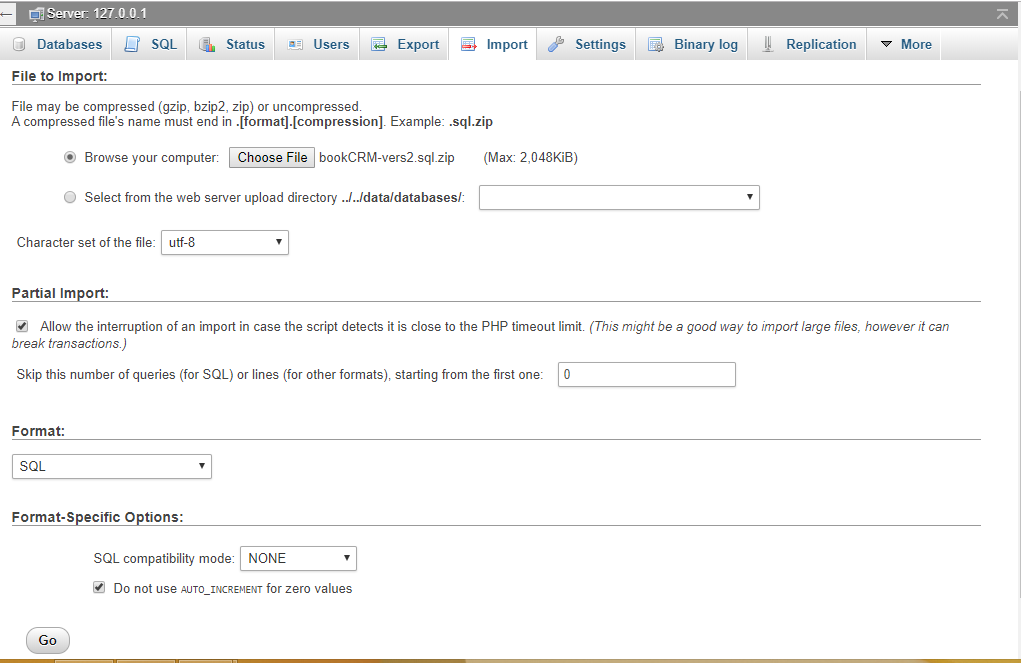 Server: 127.0.0.1
Databases SQL Status Users Export Import Settings Binary log Replication More
File to Import:
File may be compressed (gzip, bzip2, zip) or uncompressed.
A compressed file's name must end in .[format].[compression]. Example: .sql.zip
Browse your computer: Choose File bookCRM-vers2.sql.zip (Max: 2,048KiB)
Select from the web server upload directory ../../data/databases/:
Character set of the file: utf-8
Partial Import:
Allow the interruption of an import in case the script detects it is close to the PHP timeout limit. (This might be a good way to import large files, however it can
break transactions.)
Skip this number of queries (for SQL) or lines (for other formats), starting from the first one: 0
Format:
SQL
Format-Specific Options:
SQL compatibility mode: NONE
Do not use AUTO_INCREMENT for zero values
Go